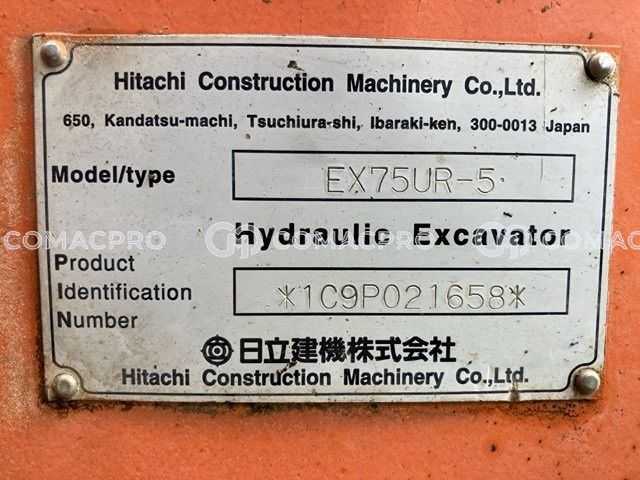 Hitachi Construction Machinery Co.,Ltd.
650, Kandatsu-machi, Tsuchiura-shi, Ibaraki-ken, 300-0013 Japan
Model/type EX75UR-5
COMACPRO COMACPRO COMACPRO
Hydraulic Excavator
Product
Identification
Number
*1C9P021658*
日立建機株式会社
Hitachi Construction Machinery Co.,Ltd.